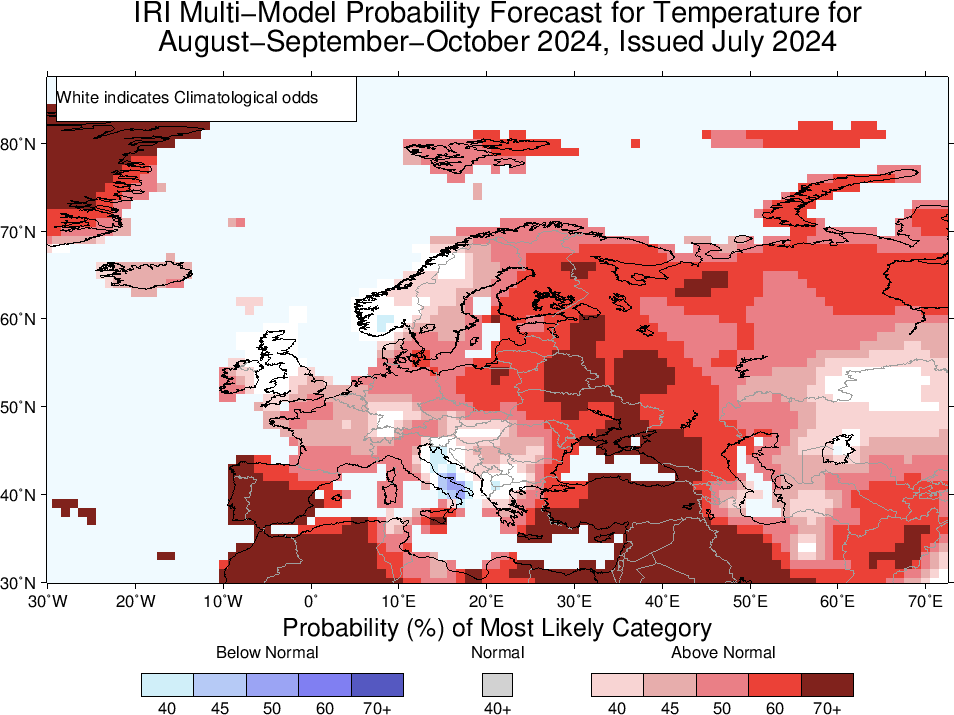 IRI Multi−Model Probability Forecast for Temperature for
August−September−October 2024, Issued July 2024
White indicates Climatological odds
80˚N
70˚N
60˚N
50˚N
40˚N
30˚N
30˚W 20˚W 10˚W 0˚ 10˚E 20˚E 30˚E 40˚E 50˚E 60˚E 70˚E
Probability (%) of Most Likely Category
Below Normal Normal Above Normal
40 45 50 60 70+ 40+ 40 45 50 60 70+